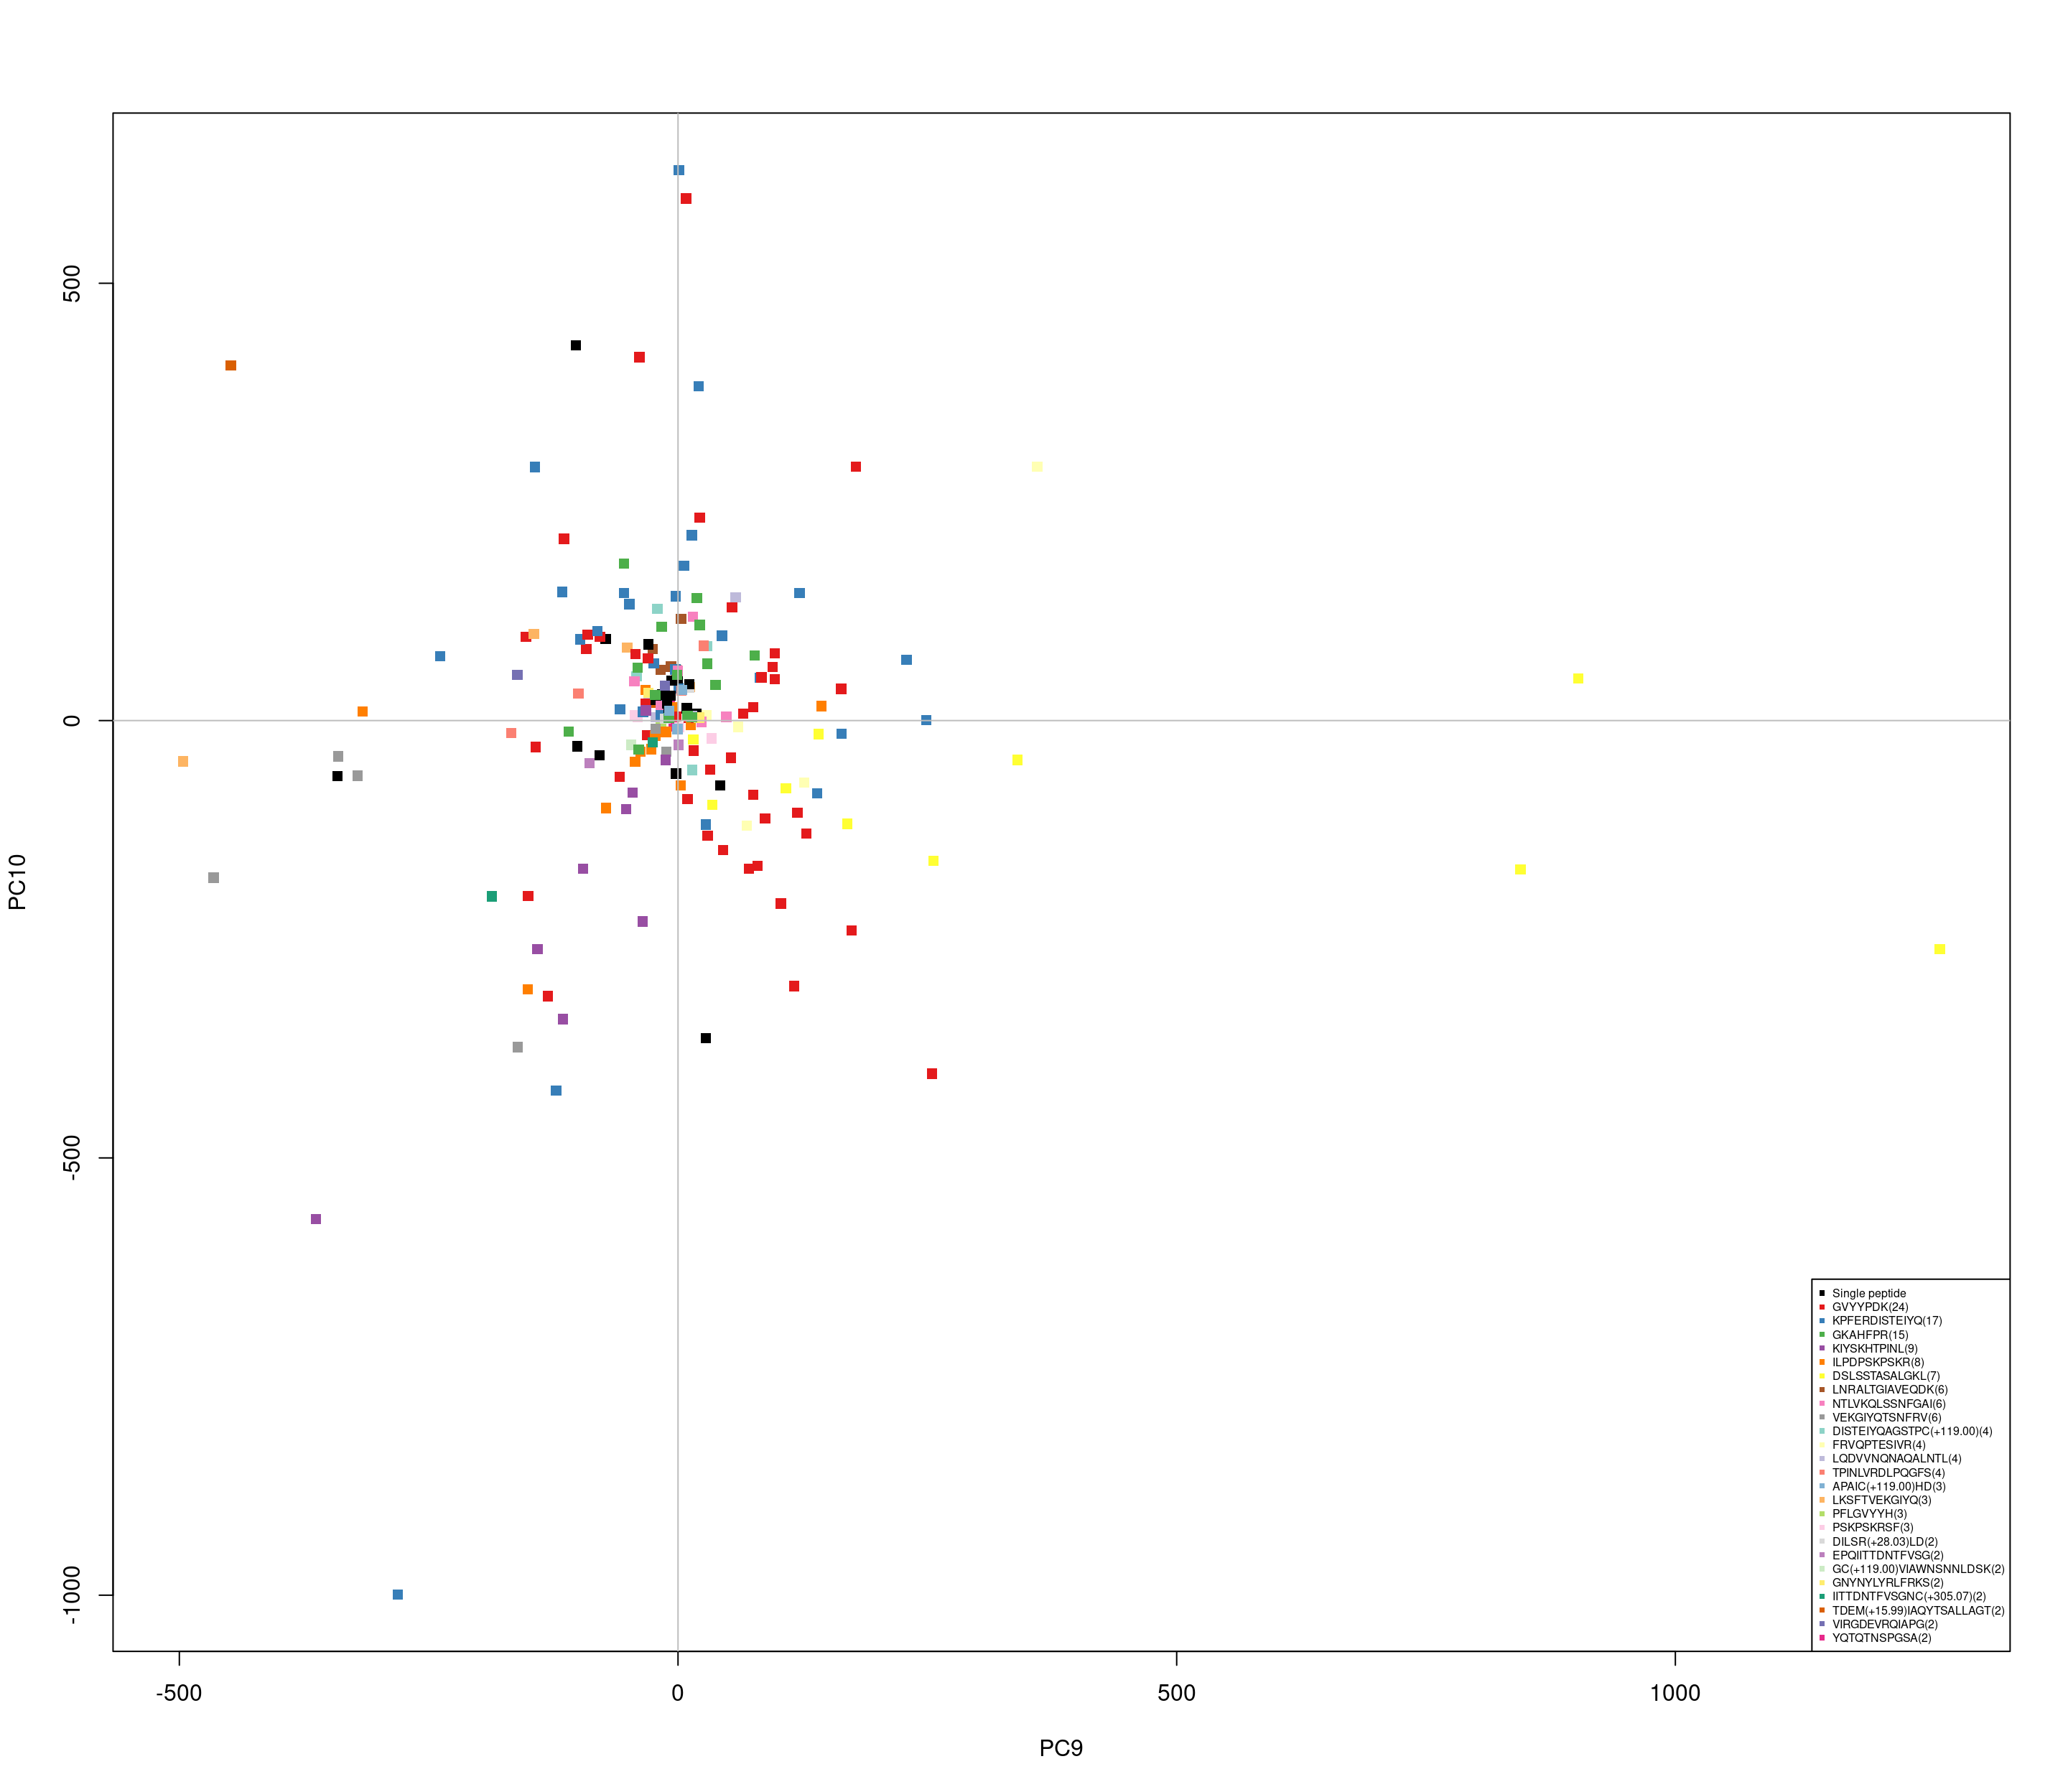 500
0
-500
-1000
PC10
-500
0
500
1000
PC9
Single peptide
GVYYPDK(24)
KPFERDISTEIYQ(17)
GKAHFPR(15)
KIYSKHTPINL(9)
ILPDPSKPSKR(8)
DSLSSTASALGKL(7)
LNRALTGIAVEQDK(6)
NTLVKQLSSNFGAI(6)
VEKGIYQTSNFRV(6)
DISTEIYQAGSTPC(+119.00)(4)
FRVQPTESIVR(4)
LQDVVNQNAQALNTL(4)
TPINLVRDLPQGFS(4)
APAIC(+119.00)HD(3)
LKSFTVEKGIYQ(3)
PFLGVYYH(3)
PSKPSKRSF(3)
DILSR(+28.03)LD(2)
EPQIITTDNTFVSG(2)
GC(+119.00)VIAWNSNNLDSK(2)
GNYNYLYRLFRKS(2)
IITTDNTFVSGNC(+305.07)(2)
TDEM(+15.99)IAQYTSALLAGT(2)
VIRGDEVRQIAPG(2)
YQTQTNSPGSA(2)